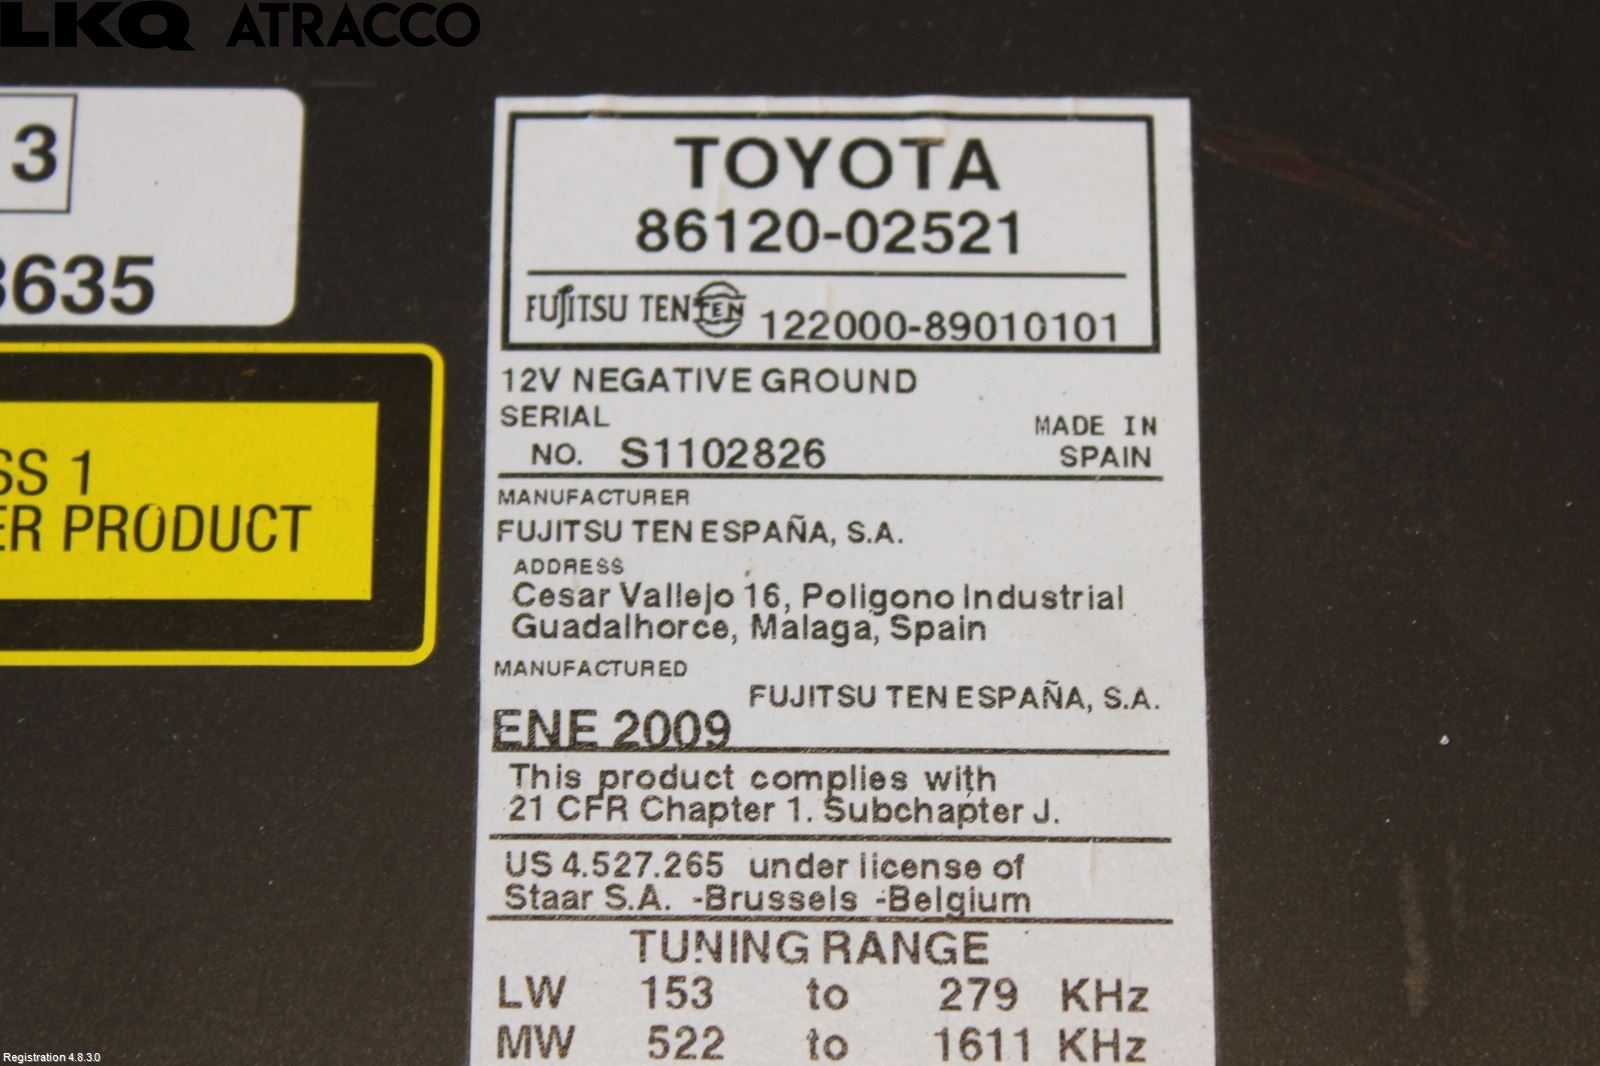 LKQ ATRACCO
3
3635
SS 1
ER PRODUCT
TOYOTA
86120-02521
FUJITSU TEN TEN 122000-89010101
12V NEGATIVE GROUND
SERIAL
NO. S1102826
MADE IN
SPAIN
MANUFACTURER
FUJITSU TEN ESPAÑA, S.A.
ADDRESS
Cesar Vallejo 16, Poligono Industrial
Guadalhorce, Malaga, Spain
MANUFACTURED
FUJITSU TEN ESPAÑA, S.A.
ENE 2009
This product complies with
21 CFR Chapter 1. Subchapter J.
US 4.527.265 under license of
Staar S.A. -Brussels -Belgium
TUNING RANGE
LW 153 to 279 KHz
MW 522 to 1611 KHz
Registration 4.8.3.0